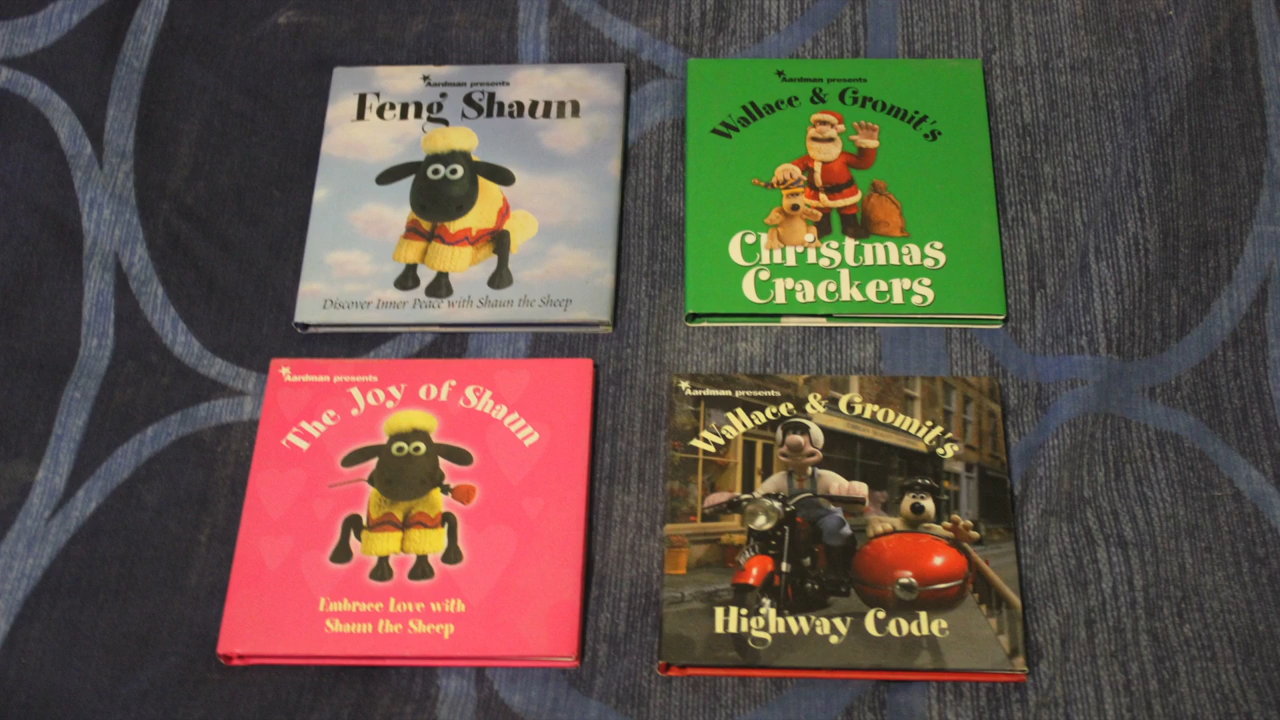 Aardman presents
Feng Shaun
Discover Inner Peace with Shaun the Sheep
Aardman presents
Wallace & Gromit's
Christmas
Crackers
Aardman presents
The Joy of Shaun
Embrace Love with
Shaun the Sheep
Aardman presents
Wallace & Gromit's
Highway Code